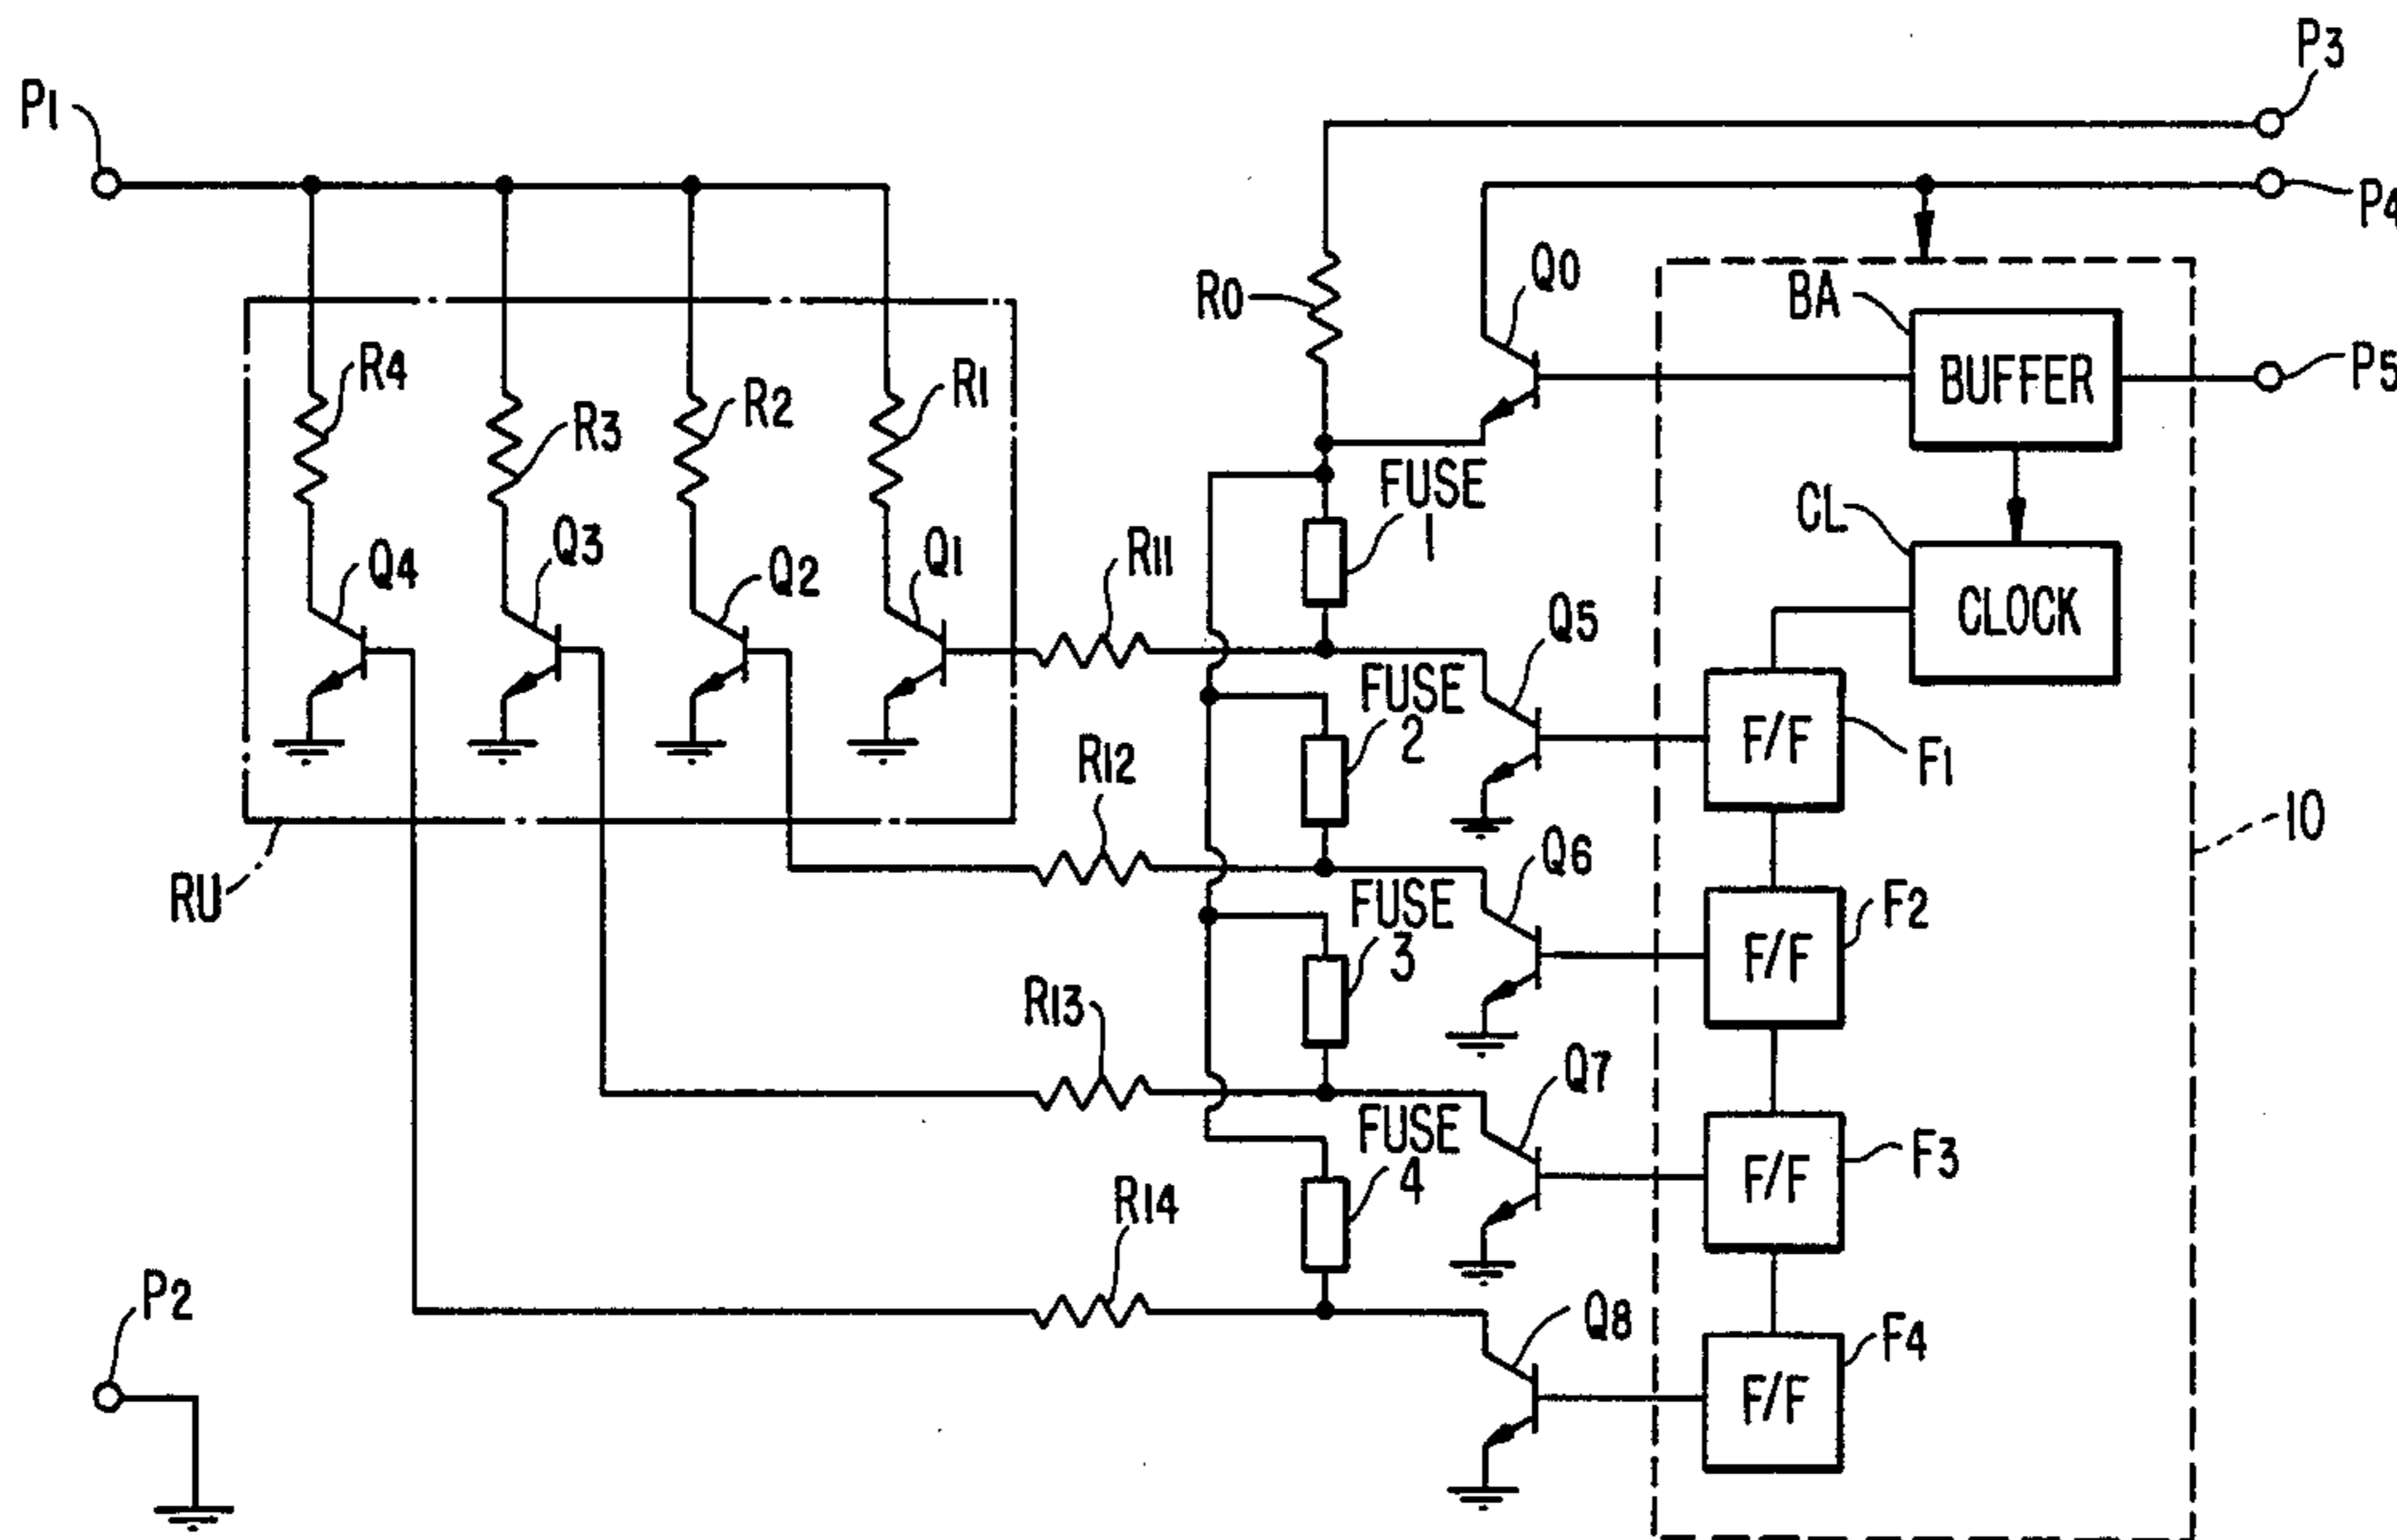 P3
P1
P4
Q0
BA
R0
BUFFER
P5
R4
R3
R2
R1
FUSE
1
CL
CLOCK
Q4
Q3
Q2
Q1
R11
Q5
FUSE
2
F/F
F1
R12
10
RU
Q6
FUSE
3
F/F
F2
R13
Q7
FUSE
4
F/F
F3
R14
P2
Q8
F/F
F4